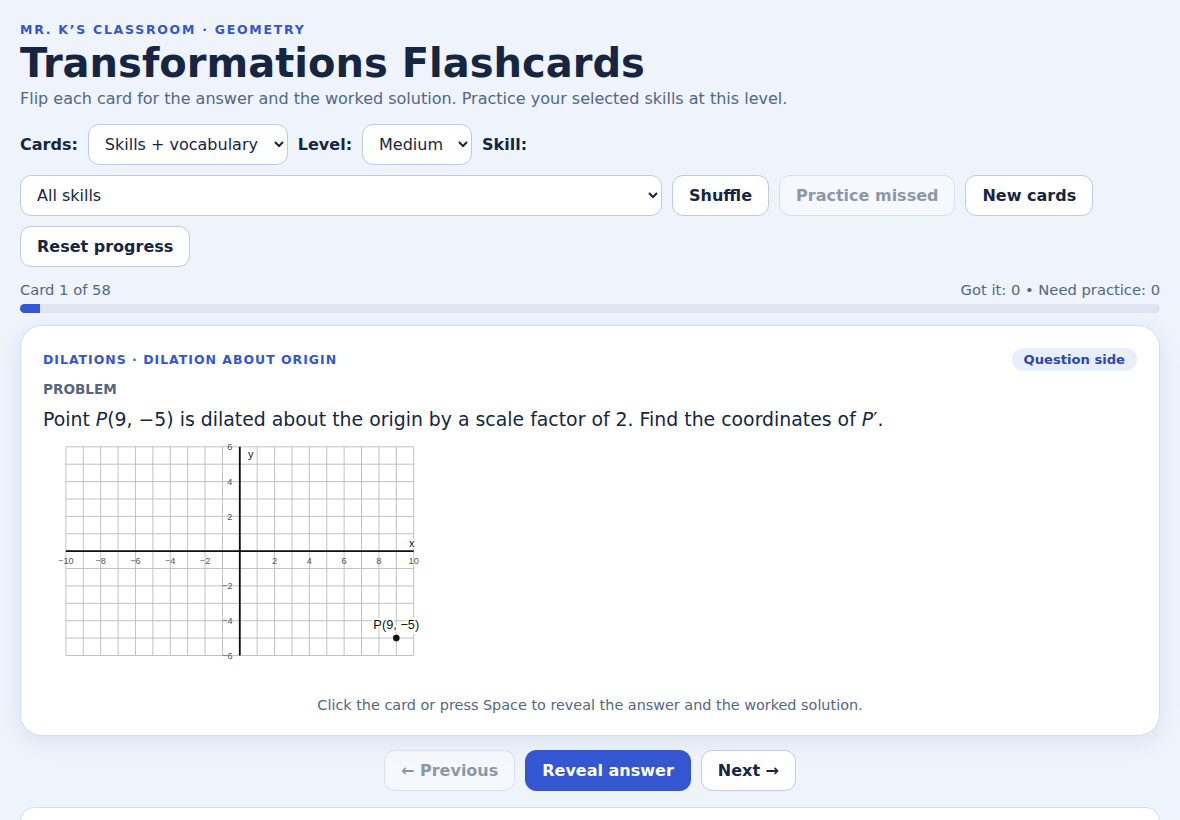 MR. K'S CLASSROOM · GEOMETRY
Transformations Flashcards
Flip each card for the answer and the worked solution. Practice your selected skills at this level.
Cards: Skills + vocabulary Level: Medium Skill:
All skills Shuffle Practice missed New cards
Reset progress
Card 1 of 58 Got it: 0 • Need practice: 0
DILATIONS · DILATION ABOUT ORIGIN Question side
PROBLEM
Point P(9, −5) is dilated about the origin by a scale factor of 2. Find the coordinates of P′.
6
y
4
2
x
−10 −8 −6 −4 −2 2 4 6 8 10
−2
−4 P(9, −5)
−6
Click the card or press Space to reveal the answer and the worked solution.
← Previous Reveal answer Next →